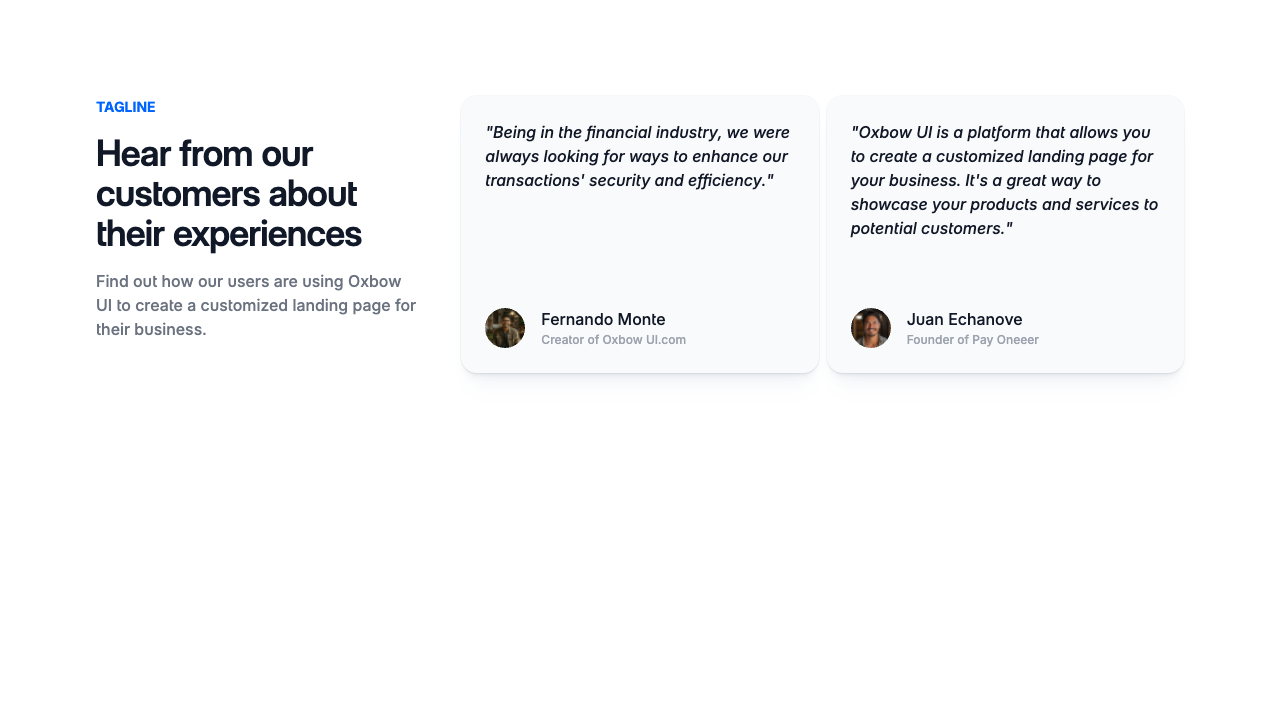 TAGLINE
Hear from our
customers about
their experiences
Find out how our users are using Oxbow
UI to create a customized landing page for
their business.
"Being in the financial industry, we were
always looking for ways to enhance our
transactions' security and efficiency."
Fernando Monte
Creator of Oxbow UI.com
"Oxbow UI is a platform that allows you
to create a customized landing page for
your business. It's a great way to
showcase your products and services to
potential customers."
Juan Echanove
Founder of Pay Oneeer